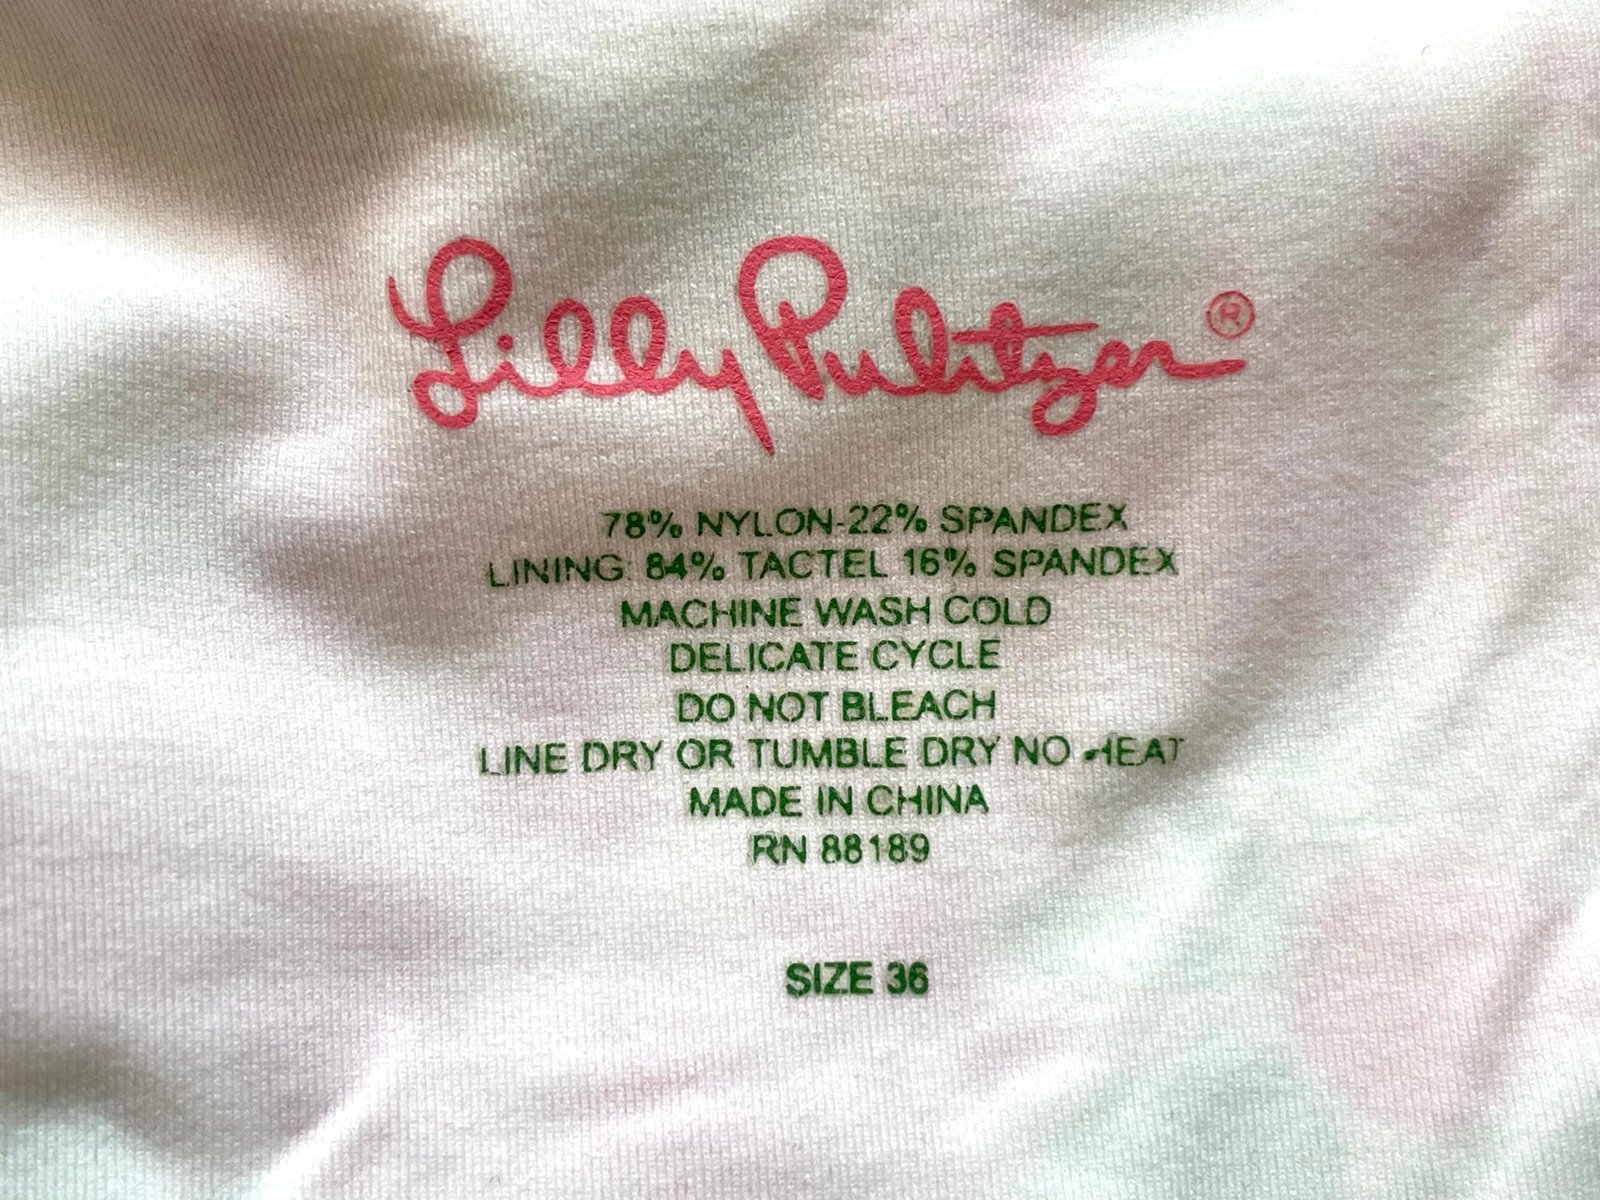 Lilly Pulitzer®
78% NYLON-22% SPANDEX
LINING: 84% TACTEL 16% SPANDEX
MACHINE WASH COLD
DELICATE CYCLE
DO NOT BLEACH
LINE DRY OR TUMBLE DRY NO HEAT
MADE IN CHINA
RN 88189
SIZE 36